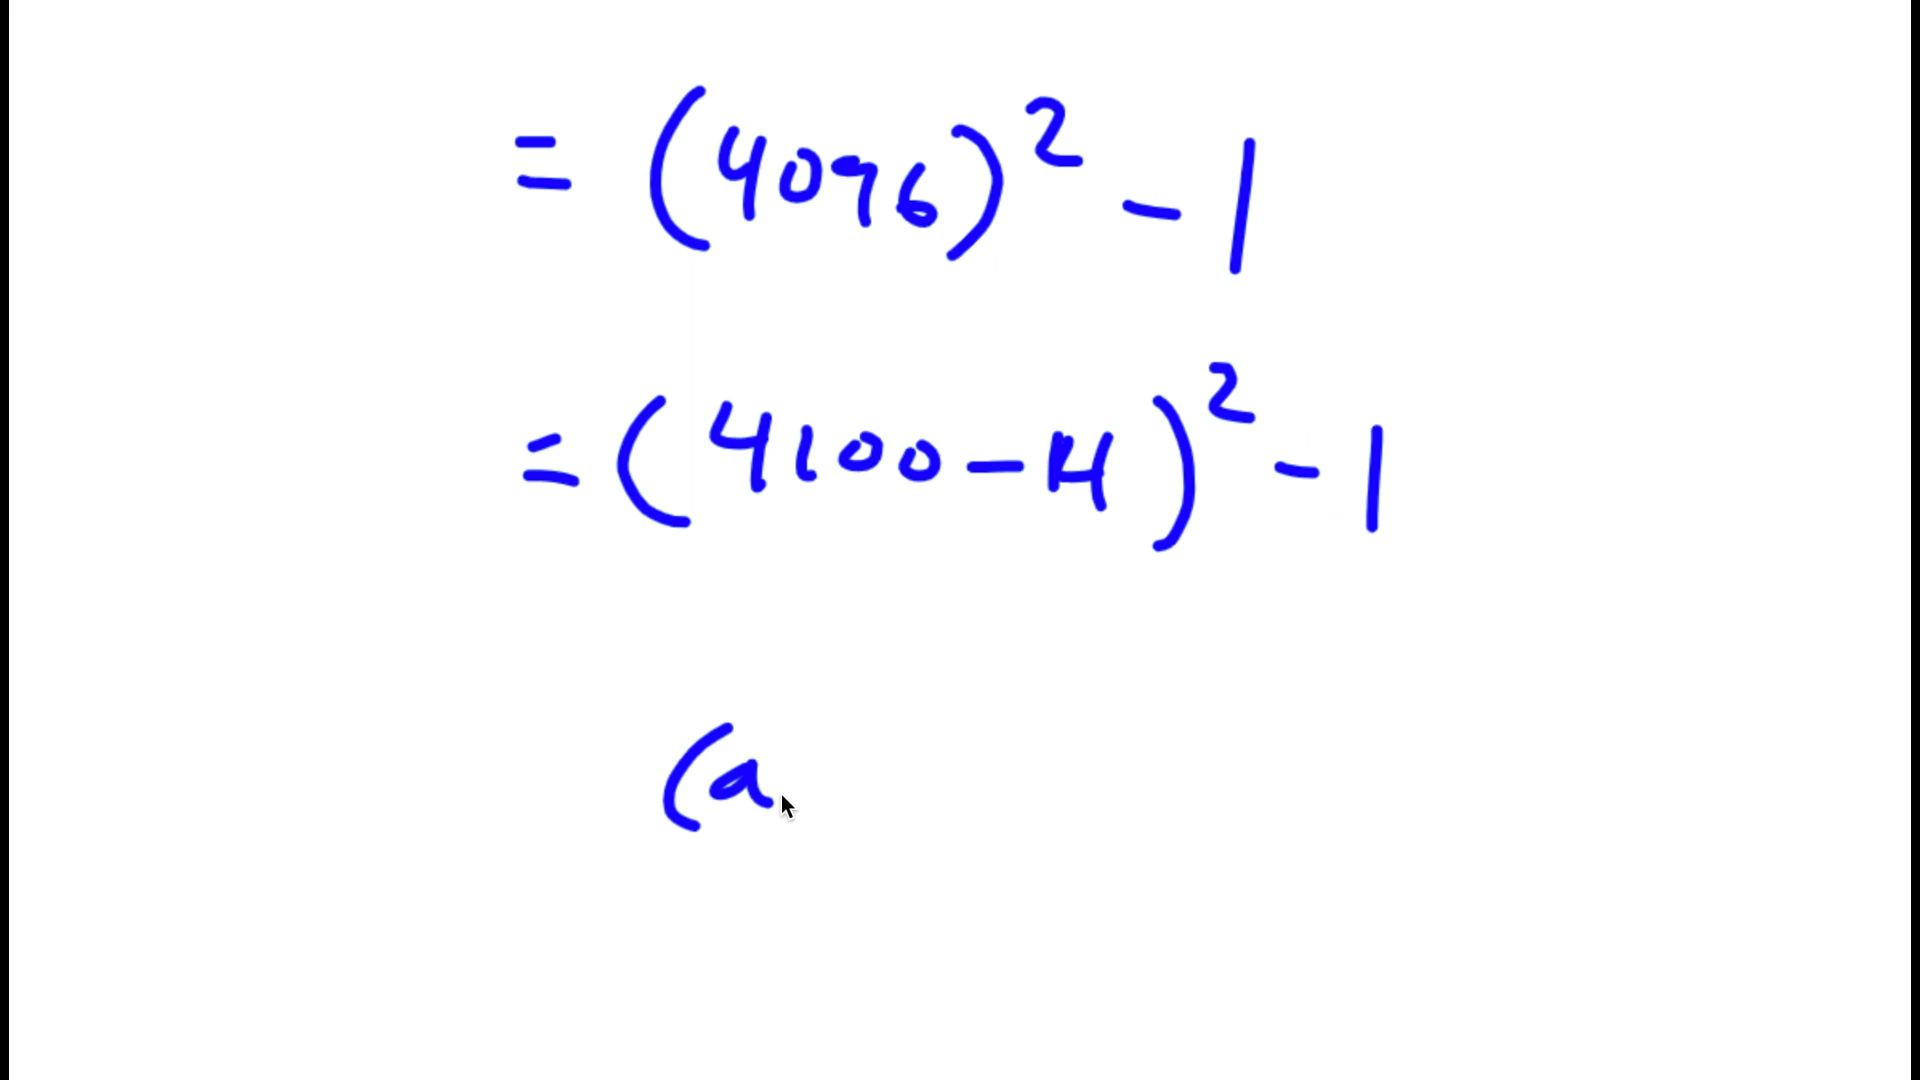 = (4096)² - 1
= (4100 - 4)² - 1
(a